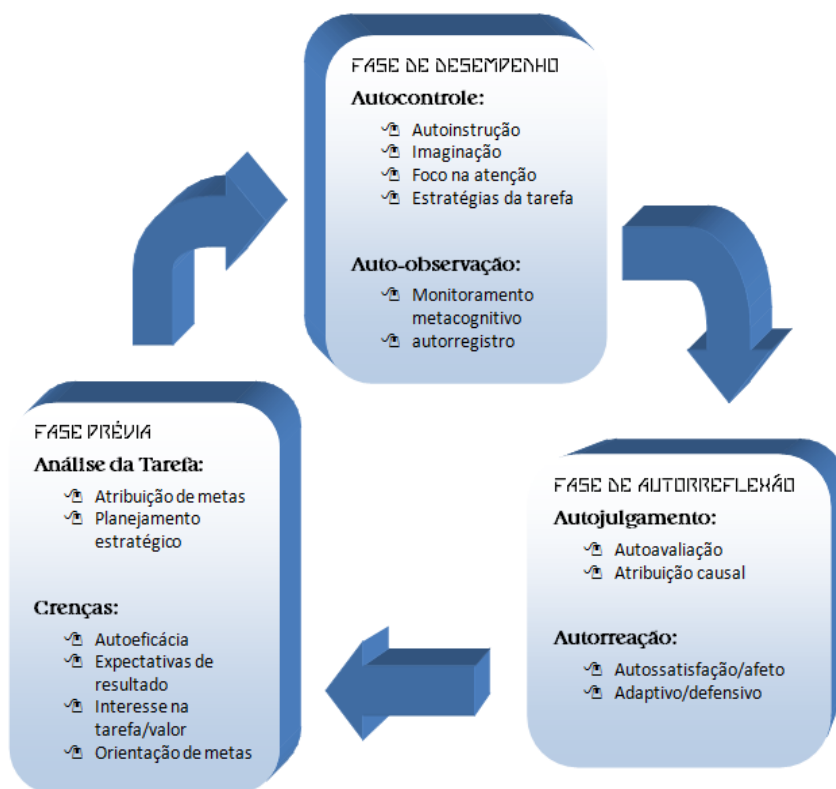 FASE DE DESEMPENHO
Autocontrole:
Autoinstrução
Imaginação
Foco na atenção
Estratégias da tarefa
Auto-observação:
Monitoramento
metacognitivo
autorregistro
FASE PRÉVIA
Análise da Tarefa:
Atribuição de metas
Planejamento
estratégico
Crenças:
Autoeficácia
Expectativas de
resultado
Interesse na
tarefa/valor
Orientação de metas
FASE DE AUTORREFLEXÃO
Autojulgamento:
Autoavaliação
Atribuição causal
Autorreação:
Autossatisfação/afeto
Adaptivo/defensivo